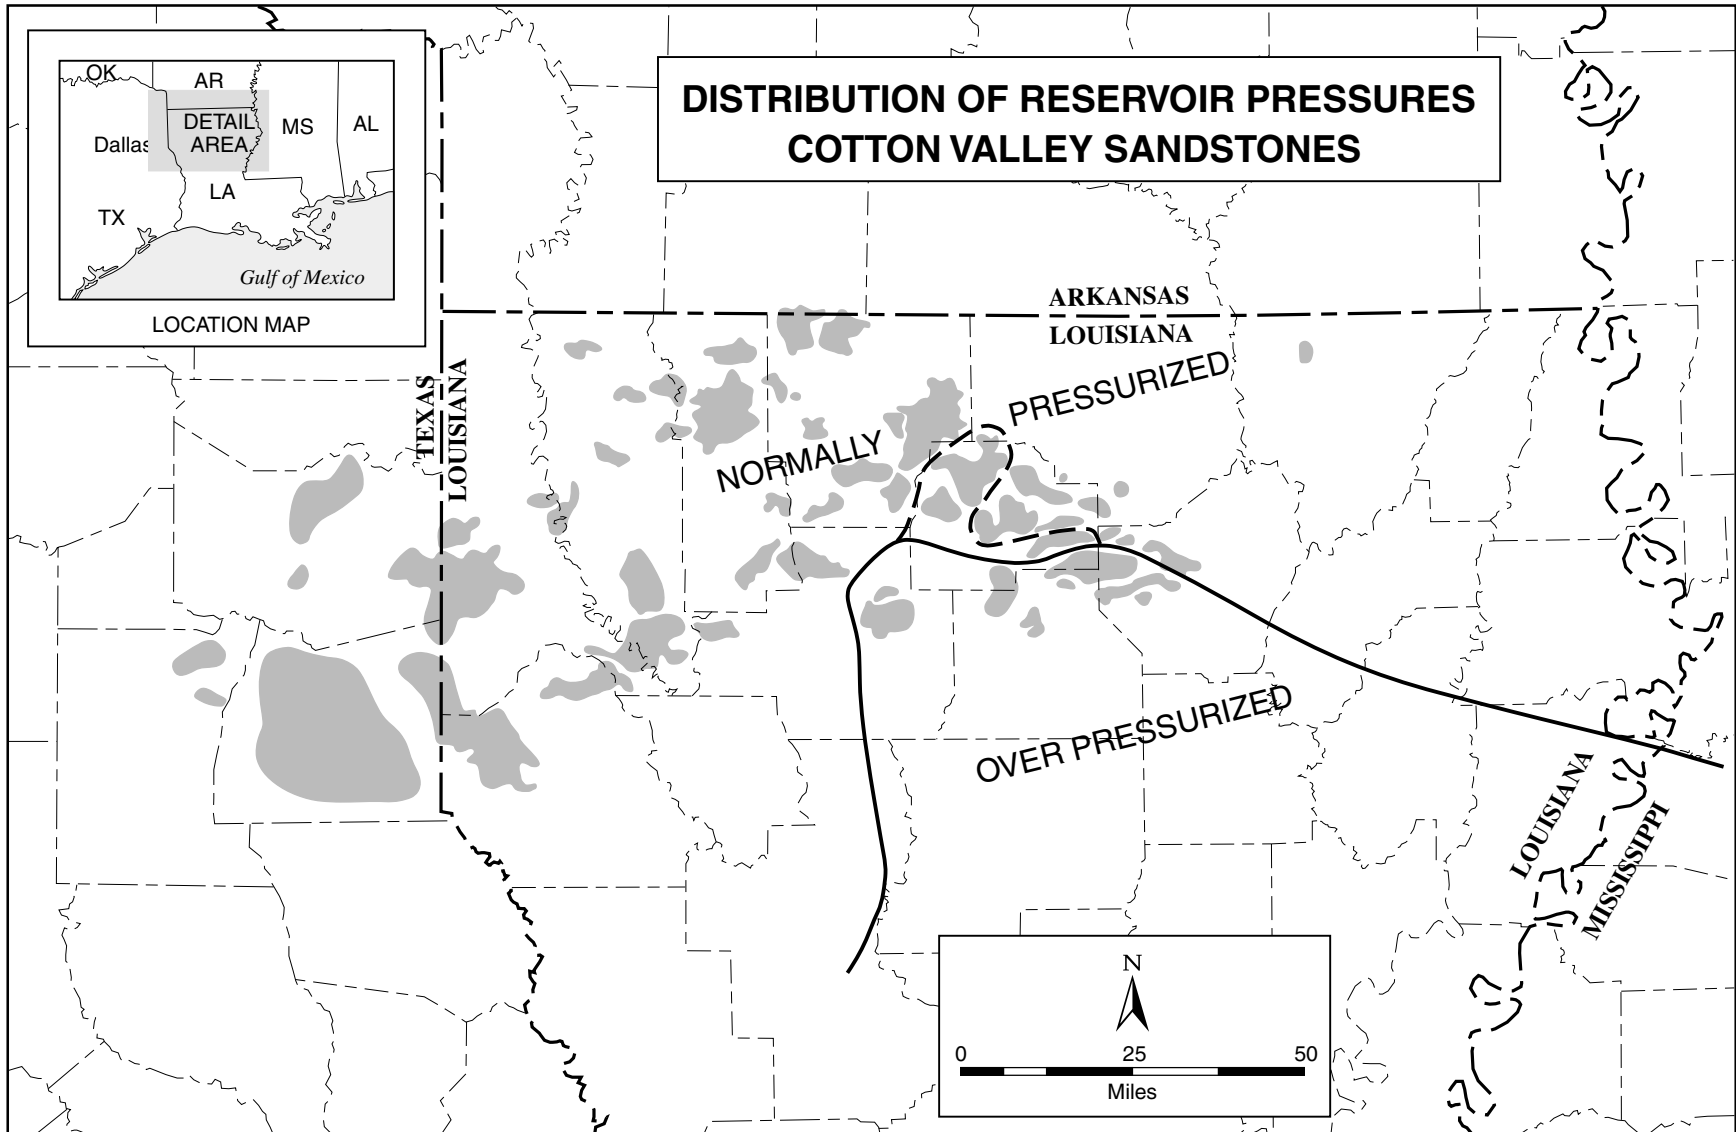 DISTRIBUTION OF RESERVOIR PRESSURES
COTTON VALLEY SANDSTONES
OK
AR
DETAIL
AREA
MS
AL
Dallas
LA
TX
Gulf of Mexico
LOCATION MAP
ARKANSAS
LOUISIANA
TEXAS
LOUISIANA
NORMALLY PRESSURIZED
OVER PRESSURIZED
LOUISIANA
MISSISSIPPI
N
0 25 50
Miles